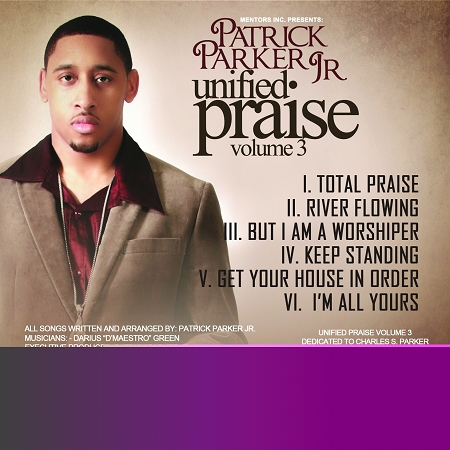 MENTORS INC. PRESENTS:
PATRICK
PARKER JR
unified
praise
volume 3
I. TOTAL PRAISE
II. RIVER FLOWING
III. BUT I AM A WORSHIPER
IV. KEEP STANDING
V. GET YOUR HOUSE IN ORDER
VI. I'M ALL YOURS
ALL SONGS WRITTEN AND ARRANGED BY: PATRICK PARKER JR.
MUSICIANS: - DARIUS "D'MAESTRO" GREEN
UNIFIED PRAISE VOLUME 3
DEDICATED TO CHARLES S. PARKER